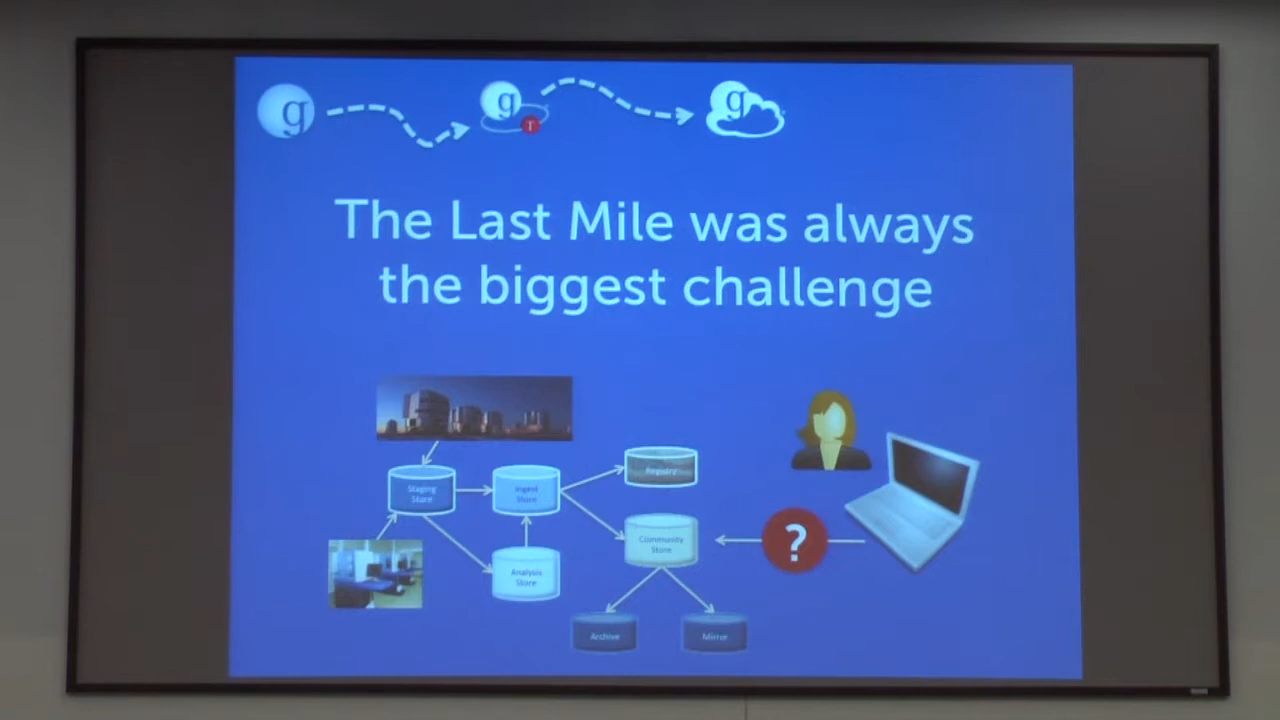 g
g
T
g
The Last Mile was always
the biggest challenge
Registry
Staging
Store
Ingest
Store
Community
Store
?
Analysis
Store
Archive
Mirror